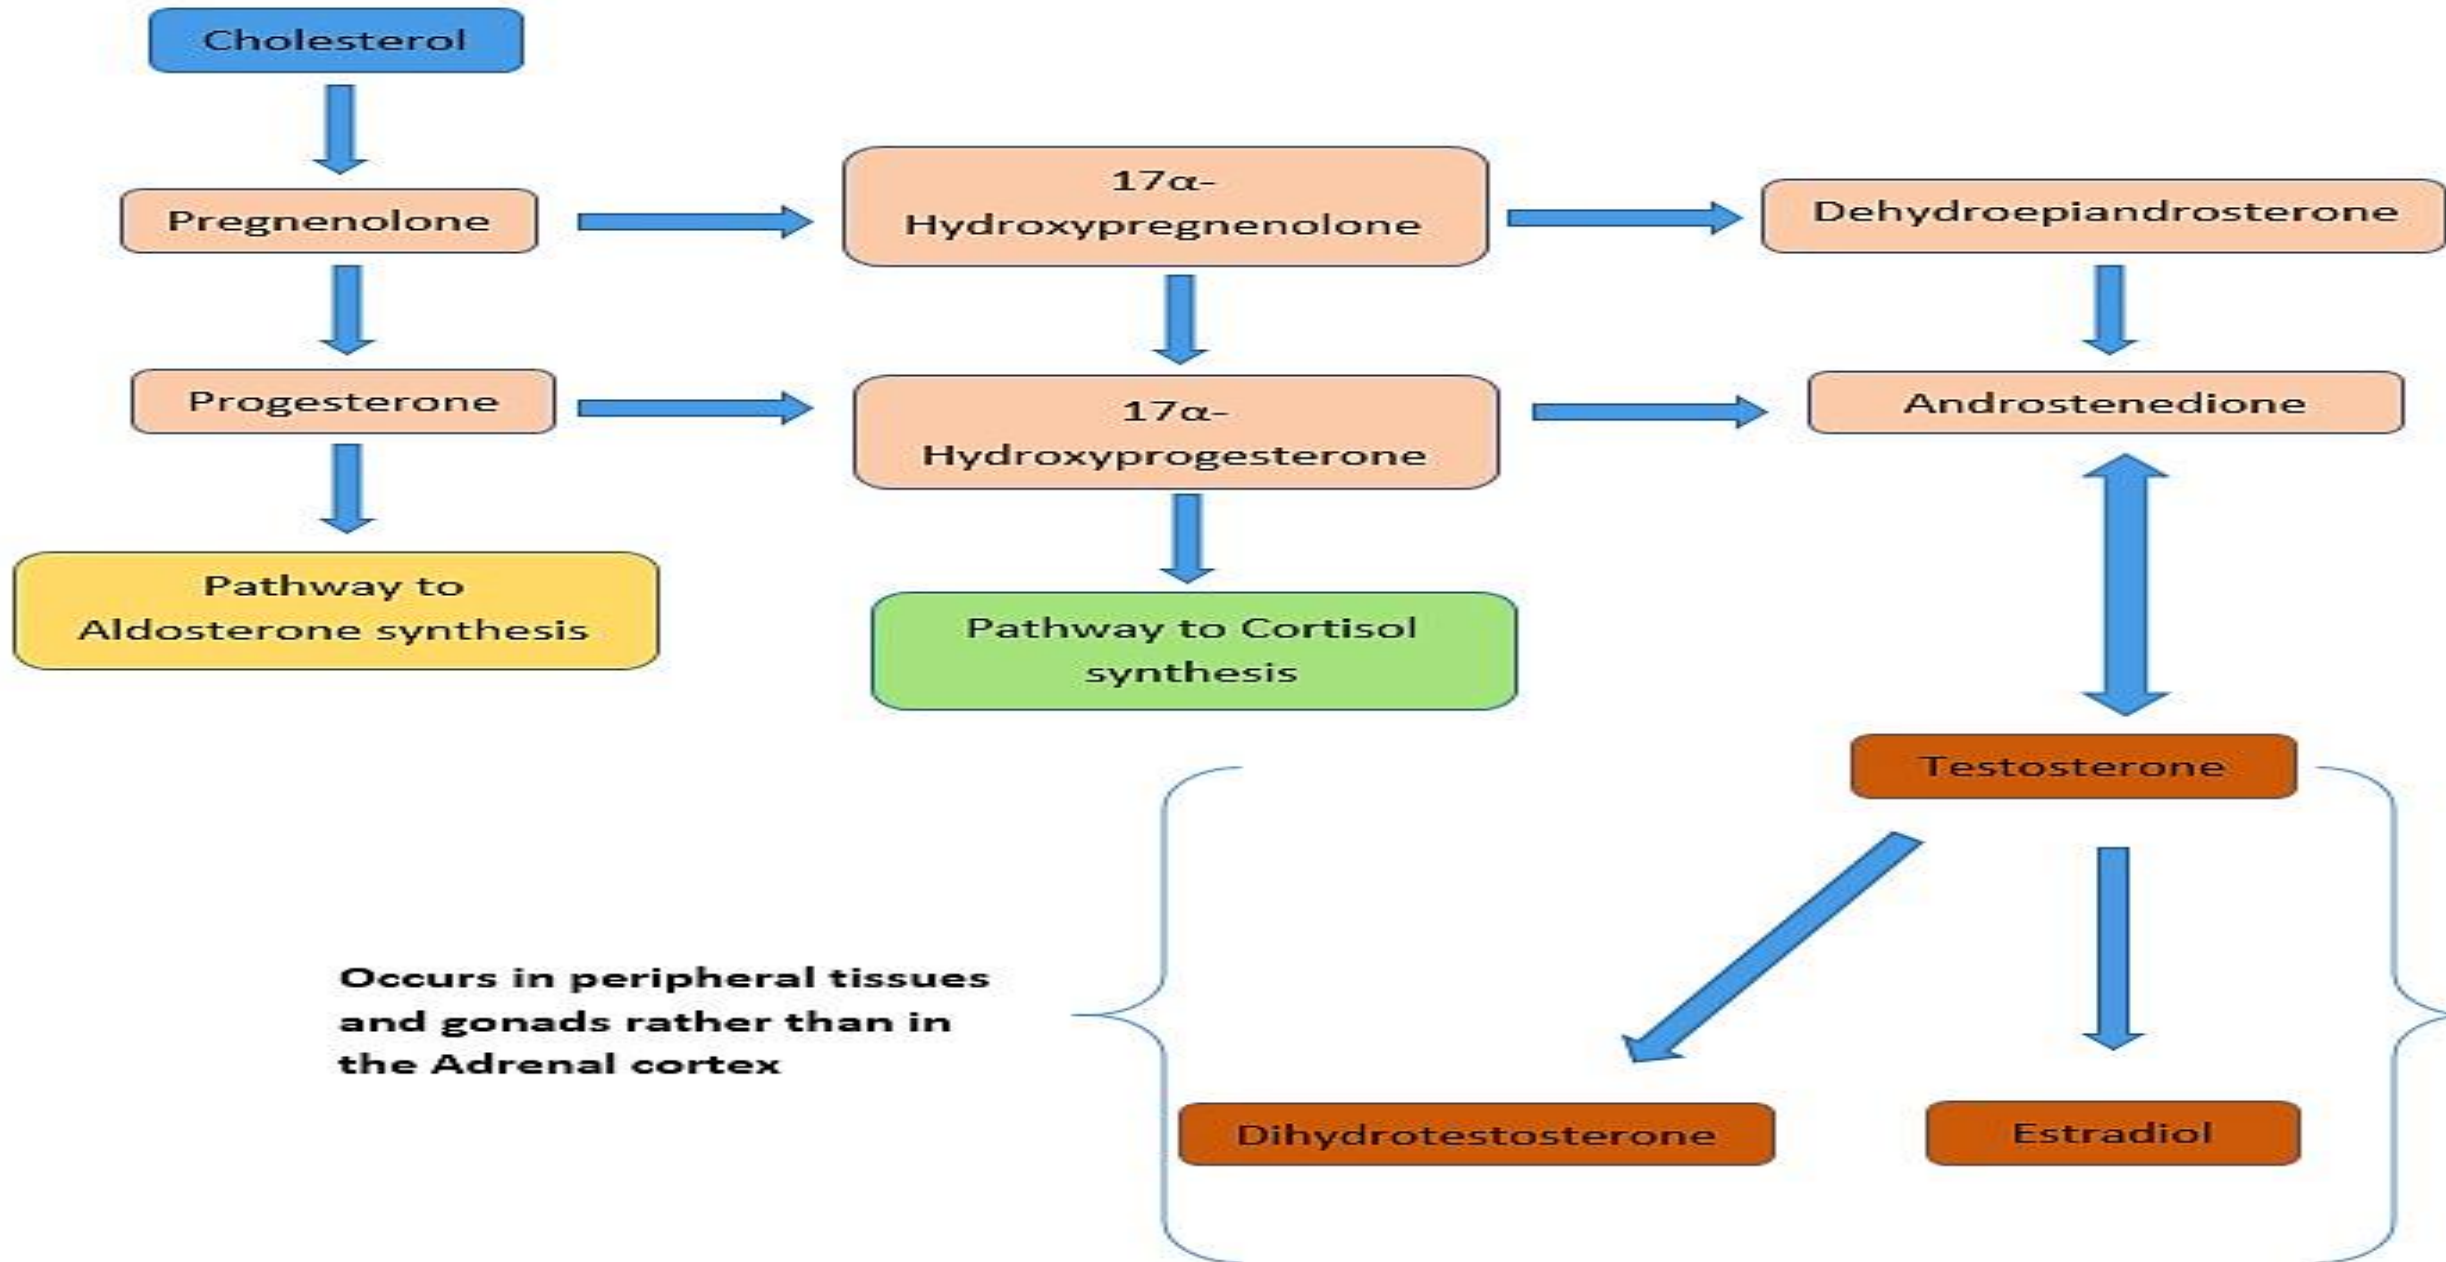 Cholesterol
Pregnenolone
17α-
Hydroxypregnenolone
Dehydroepiandrosterone
Progesterone
17α-
Hydroxyprogesterone
Androstenedione
Pathway to
Aldosterone synthesis
Pathway to Cortisol
synthesis
Testosterone
Occurs in peripheral tissues
and gonads rather than in
the Adrenal cortex
Dihydrotestosterone
Estradiol